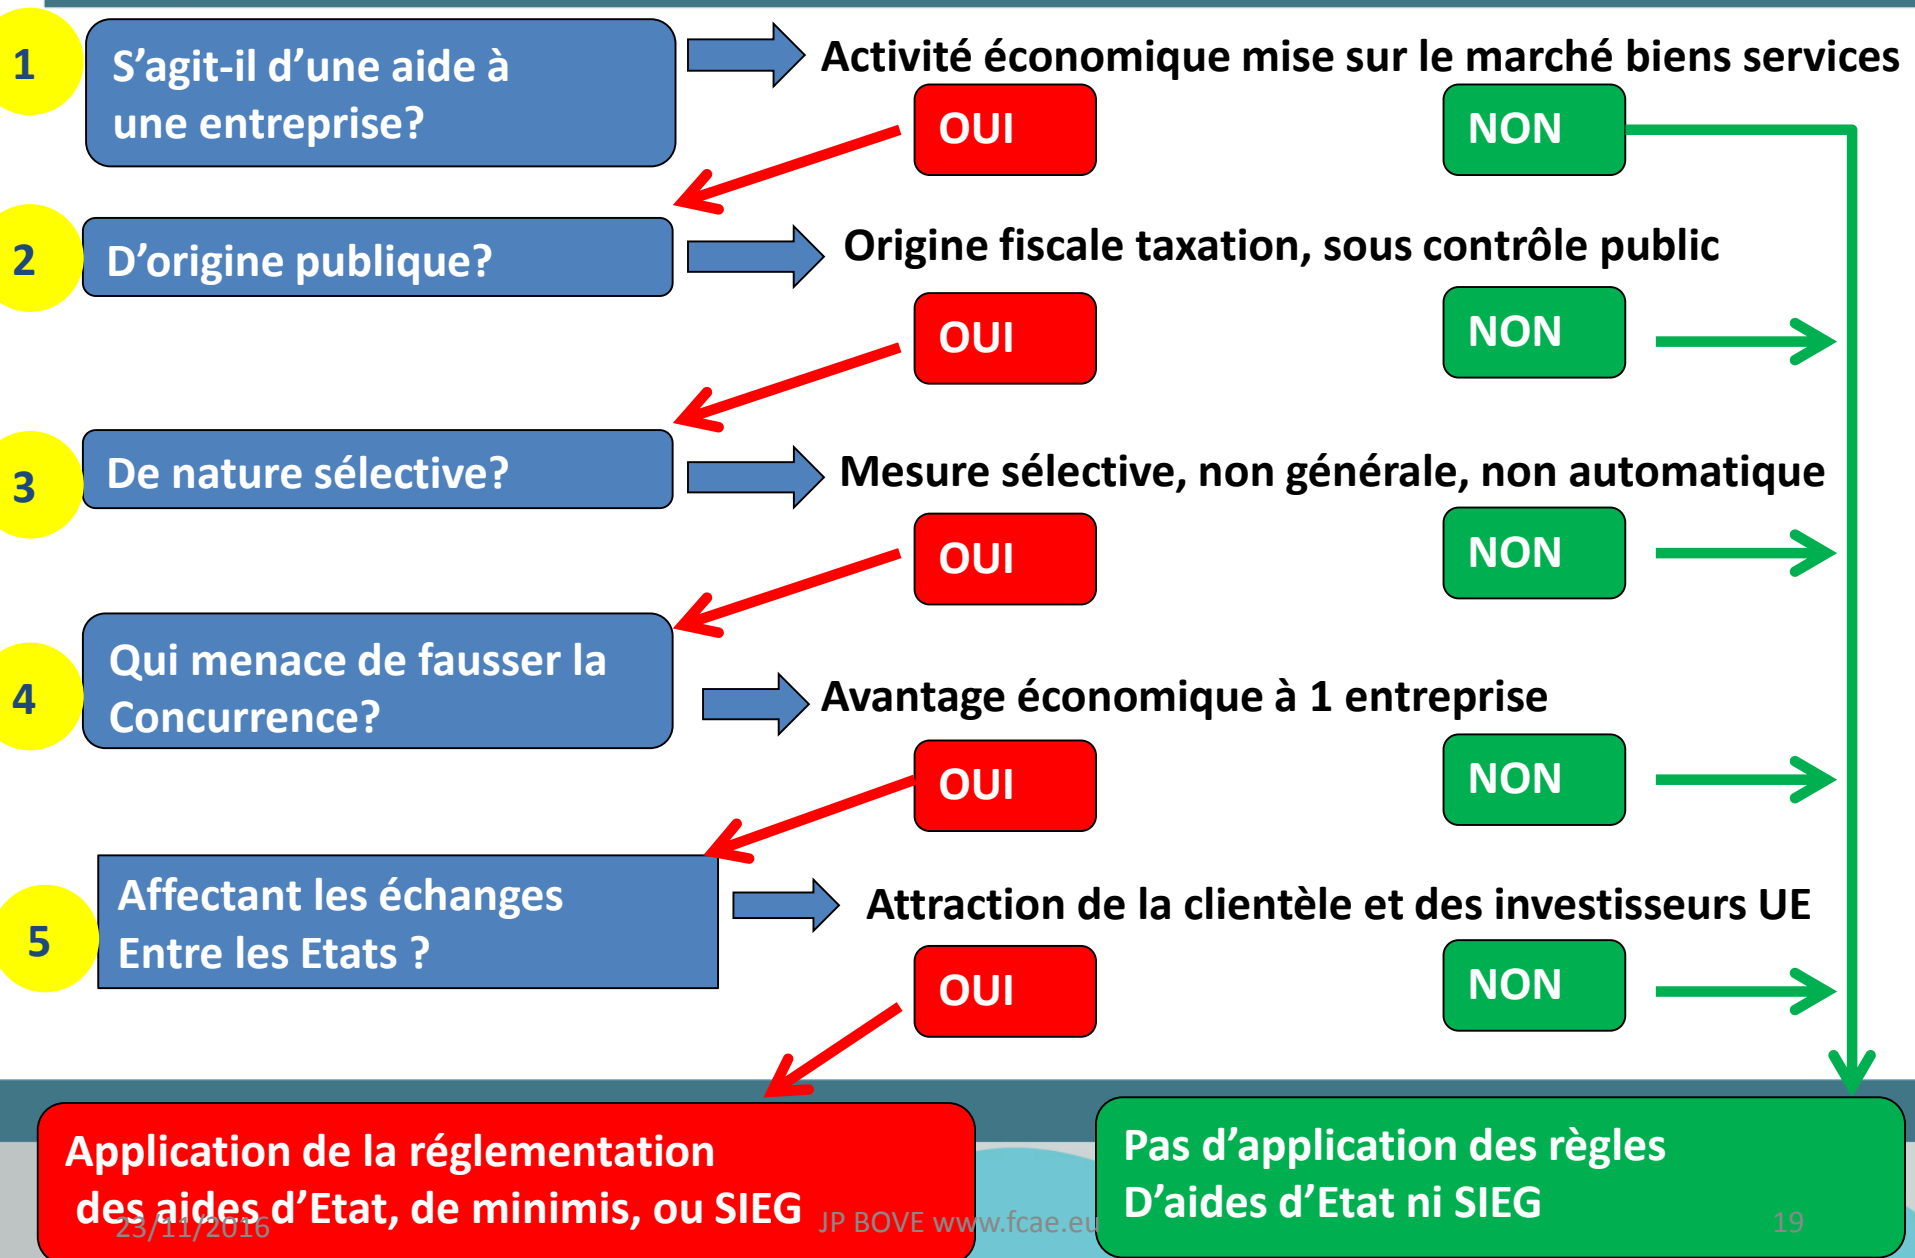 1
S’agit-il d’une aide à
une entreprise?
Activité économique mise sur le marché biens services
OUI
NON
2
D’origine publique?
Origine fiscale taxation, sous contrôle public
OUI
NON
3
De nature sélective?
Mesure sélective, non générale, non automatique
OUI
NON
4
Qui menace de fausser la
Concurrence?
Avantage économique à 1 entreprise
OUI
NON
5
Affectant les échanges
Entre les Etats ?
Attraction de la clientèle et des investisseurs UE
OUI
NON
Application de la réglementation
des aides d’Etat, de minimis, ou SIEG
Pas d’application des règles
D’aides d’Etat ni SIEG
23/11/2016
JP BOVE www.fcae.eu
19